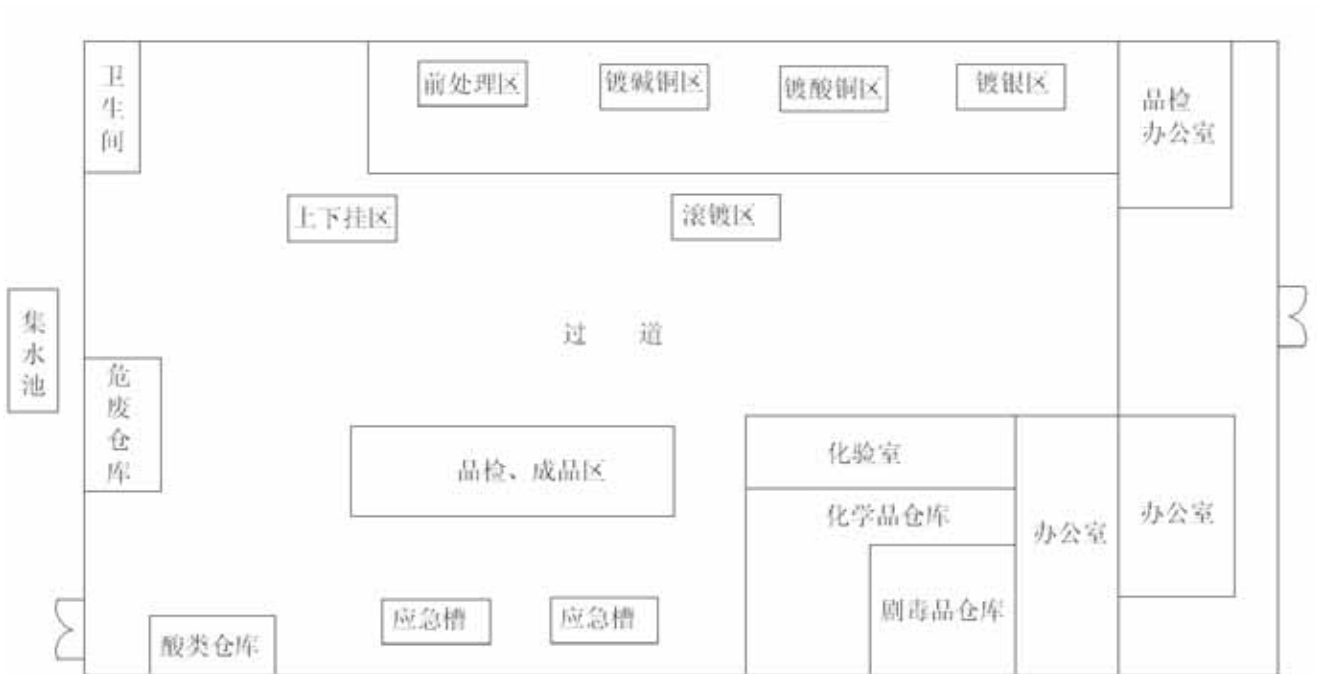 卫生间
前处理区
镀碱铜区
镀酸铜区
镀银区
品检
办公室
上下挂区
滚镀区
集水池
过 道
危废仓库
品检、成品区
化验室
化学品仓库
办公室
办公室
剧毒品仓库
应急槽
应急槽
酸类仓库